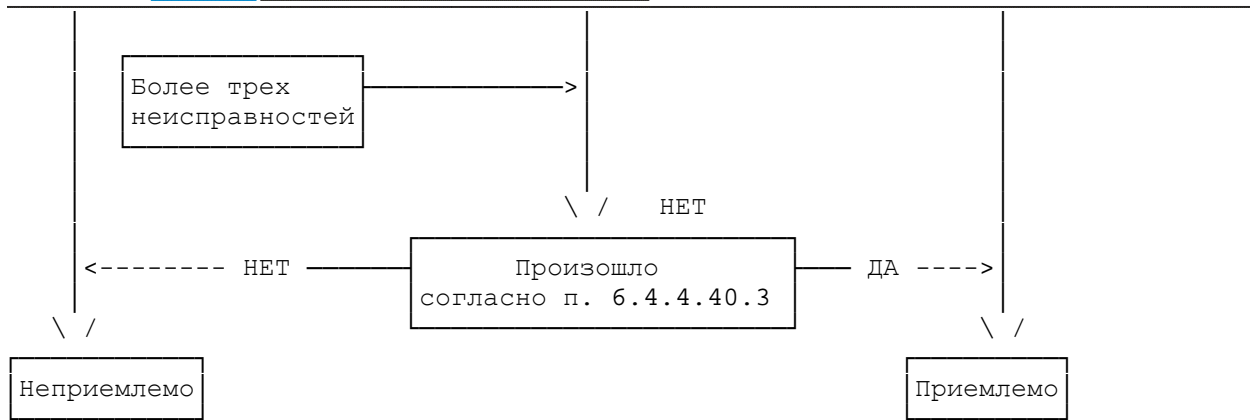 Более трех
неисправностей
НЕТ
НЕТ
Произошло
согласно п. 6.4.4.40.3
ДА
Неприемлемо
Приемлемо